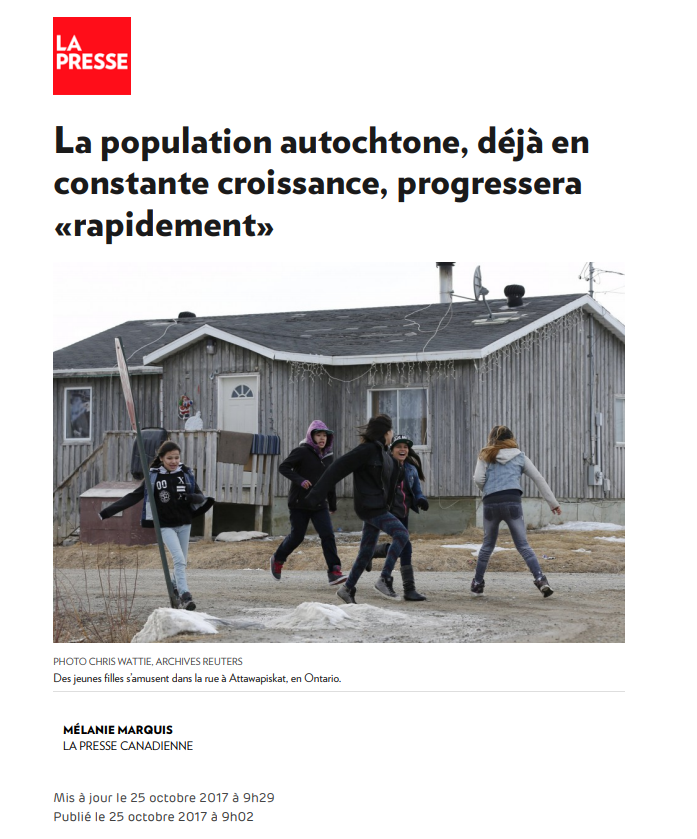 LA
PRESSE
La population autochtone, déjà en
constante croissance, progressera
«rapidement»
00
PHOTO CHRIS WATTIE, ARCHIVES REUTERS
Des jeunes filles s'amusent dans la rue à Attawapiskat, en Ontario.
MÉLANIE MARQUIS
LA PRESSE CANADIENNE
Mis à jour le 25 octobre 2017 à 9h29
Publié le 25 octobre 2017 à 9h02